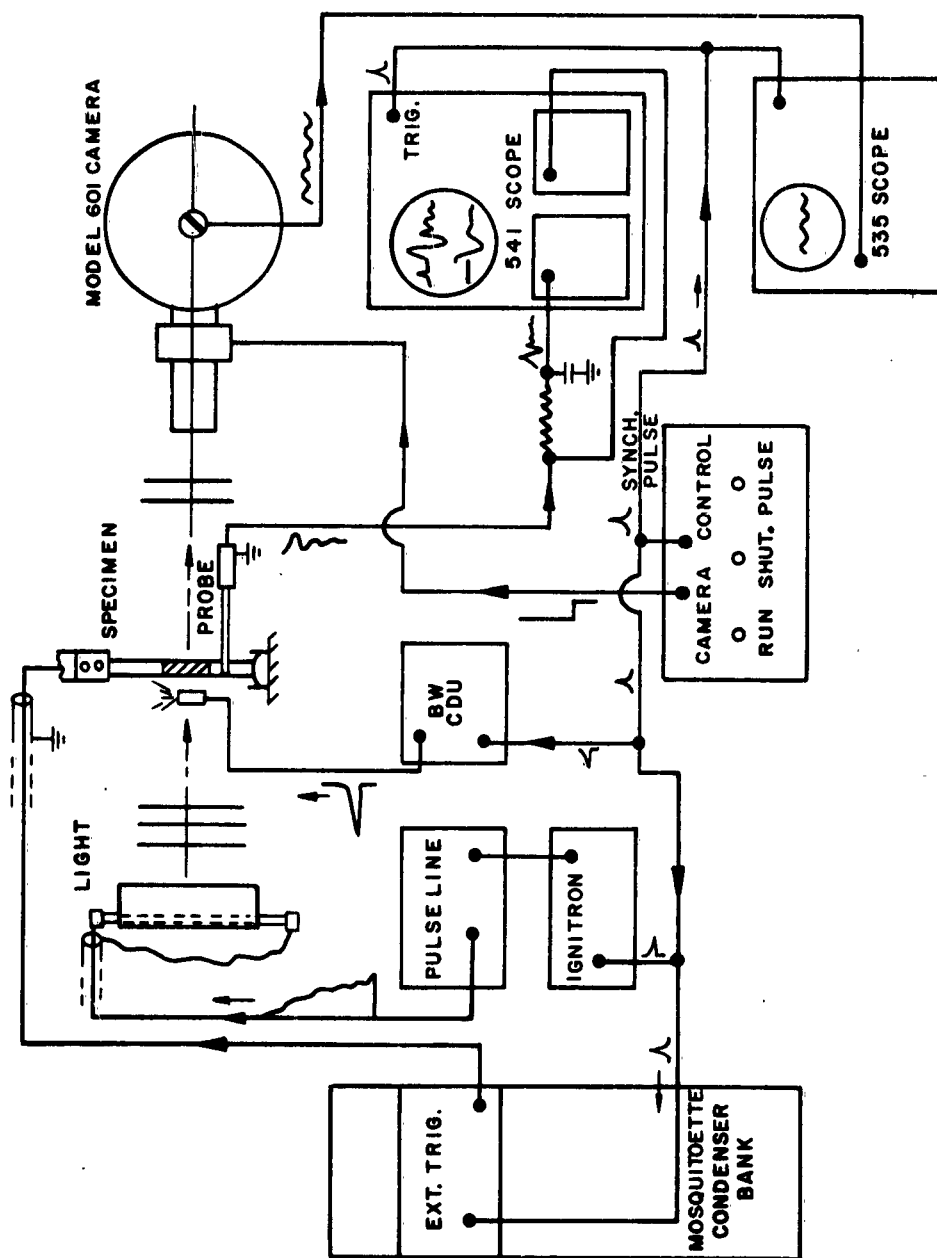 MODEL 601 CAMERA
SPECIMEN
PROBE
LIGHT
TRIG.
541 SCOPE
535 SCOPE
SYNCH.
PULSE
CAMERA CONTROL
RUN SHUT. PULSE
BW
CDU
PULSE LINE
IGNITRON
EXT. TRIG.
MOSQUITOETTE
CONDENSER
BANK